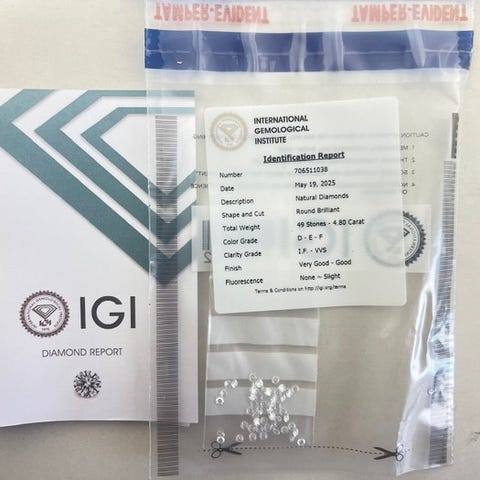 TAMPER-EVIDENT TAMPER-EVIDENT
INTERNATIONAL
GEMOLOGICAL
INSTITUTE
Identification Report
Number 706511038
Date May 19, 2025
Description Natural Diamonds
Shape and Cut Round Brilliant
Total Weight 49 Stones - 4.80 Carat
Color Grade D - E - F
Clarity Grade I.F. - VVS
Finish Very Good - Good
Fluorescence None ~ Slight
Terms & Conditions on http://igi.org/terms
IGI
DIAMOND REPORT